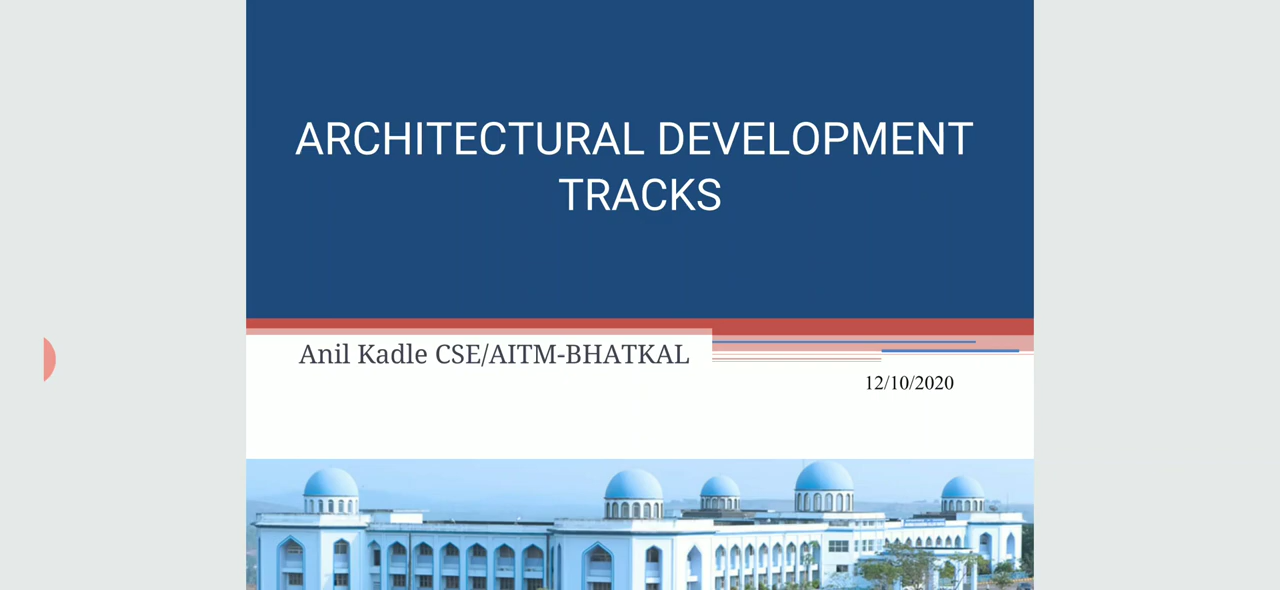 ARCHITECTURAL DEVELOPMENT
TRACKS
Anil Kadle CSE/AITM-BHATKAL
12/10/2020